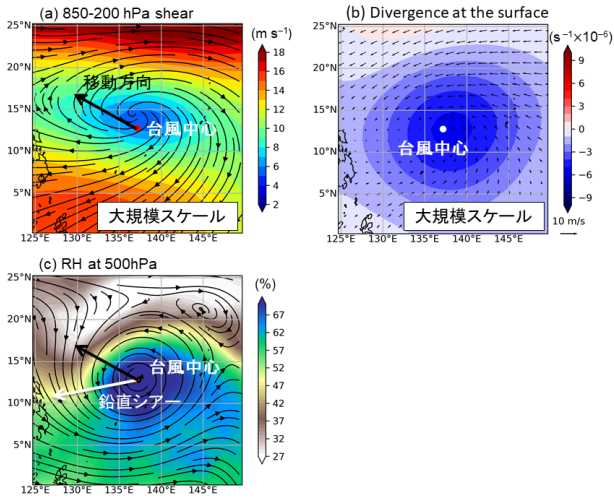 (a) 850-200 hPa shear
(m s⁻¹)
25°N
20°N
15°N
10°N
5°N
125°E
130°E
135°E
140°E
145°E
移動方向
台風中心
大規模スケール
18
16
14
12
10
8
6
4
2
(b) Divergence at the surface
(s⁻¹×10⁻⁶)
25°N
20°N
15°N
10°N
5°N
125°E
130°E
135°E
140°E
145°E
台風中心
大規模スケール
9
6
3
1
0
−1
−3
−6
−9
10 m/s
(c) RH at 500hPa
(%)
25°N
20°N
15°N
10°N
5°N
0
125°E
130°E
135°E
140°E
145°E
台風中心
鉛直シアー
67
62
57
52
47
42
37
32
27